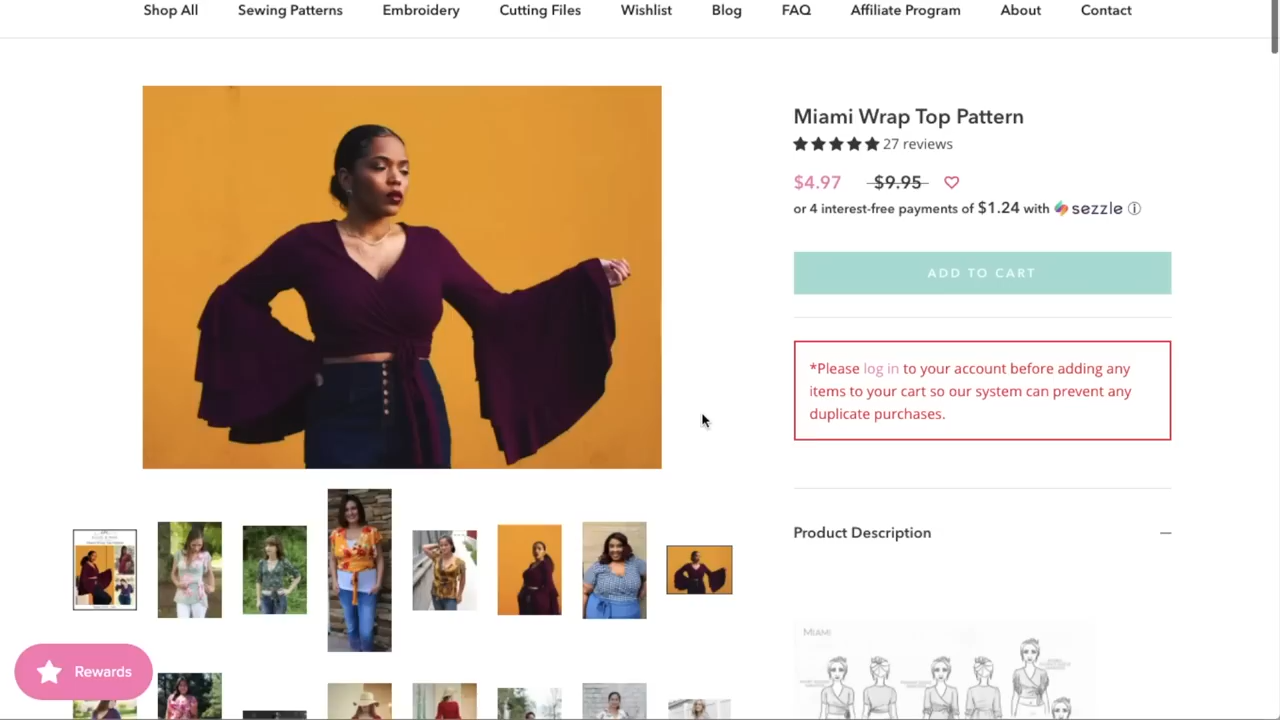 Shop All Sewing Patterns Embroidery Cutting Files Wishlist Blog FAQ Affiliate Program About Contact
Miami Wrap Top Pattern
27 reviews
$4.97 $9.95
or 4 interest-free payments of $1.24 with sezzle
ADD TO CART
*Please log in to your account before adding any
items to your cart so our system can prevent any
duplicate purchases.
Product Description
MIAMI
Rewards